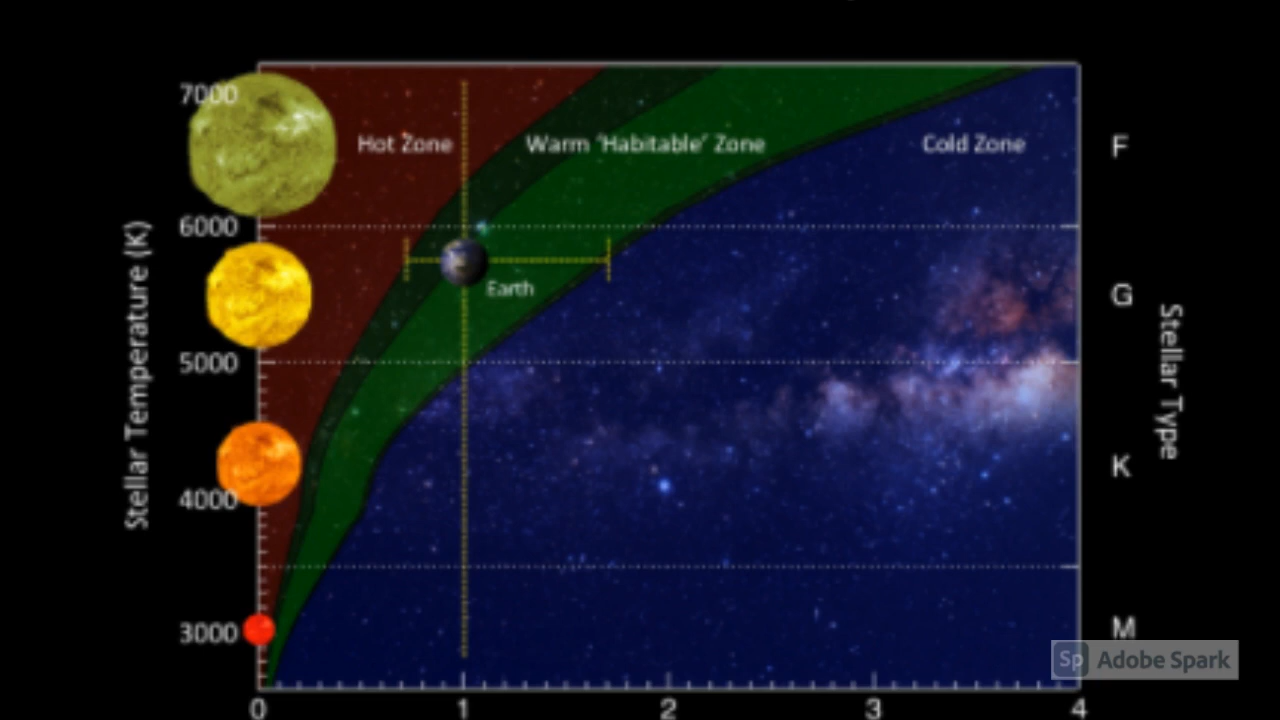 7000
Hot Zone
Warm 'Habitable' Zone
Cold Zone
F
6000
Earth
G
Stellar Temperature (K)
Stellar Type
5000
K
4000
3000
M
Sp Adobe Spark
0 1 2 3 4